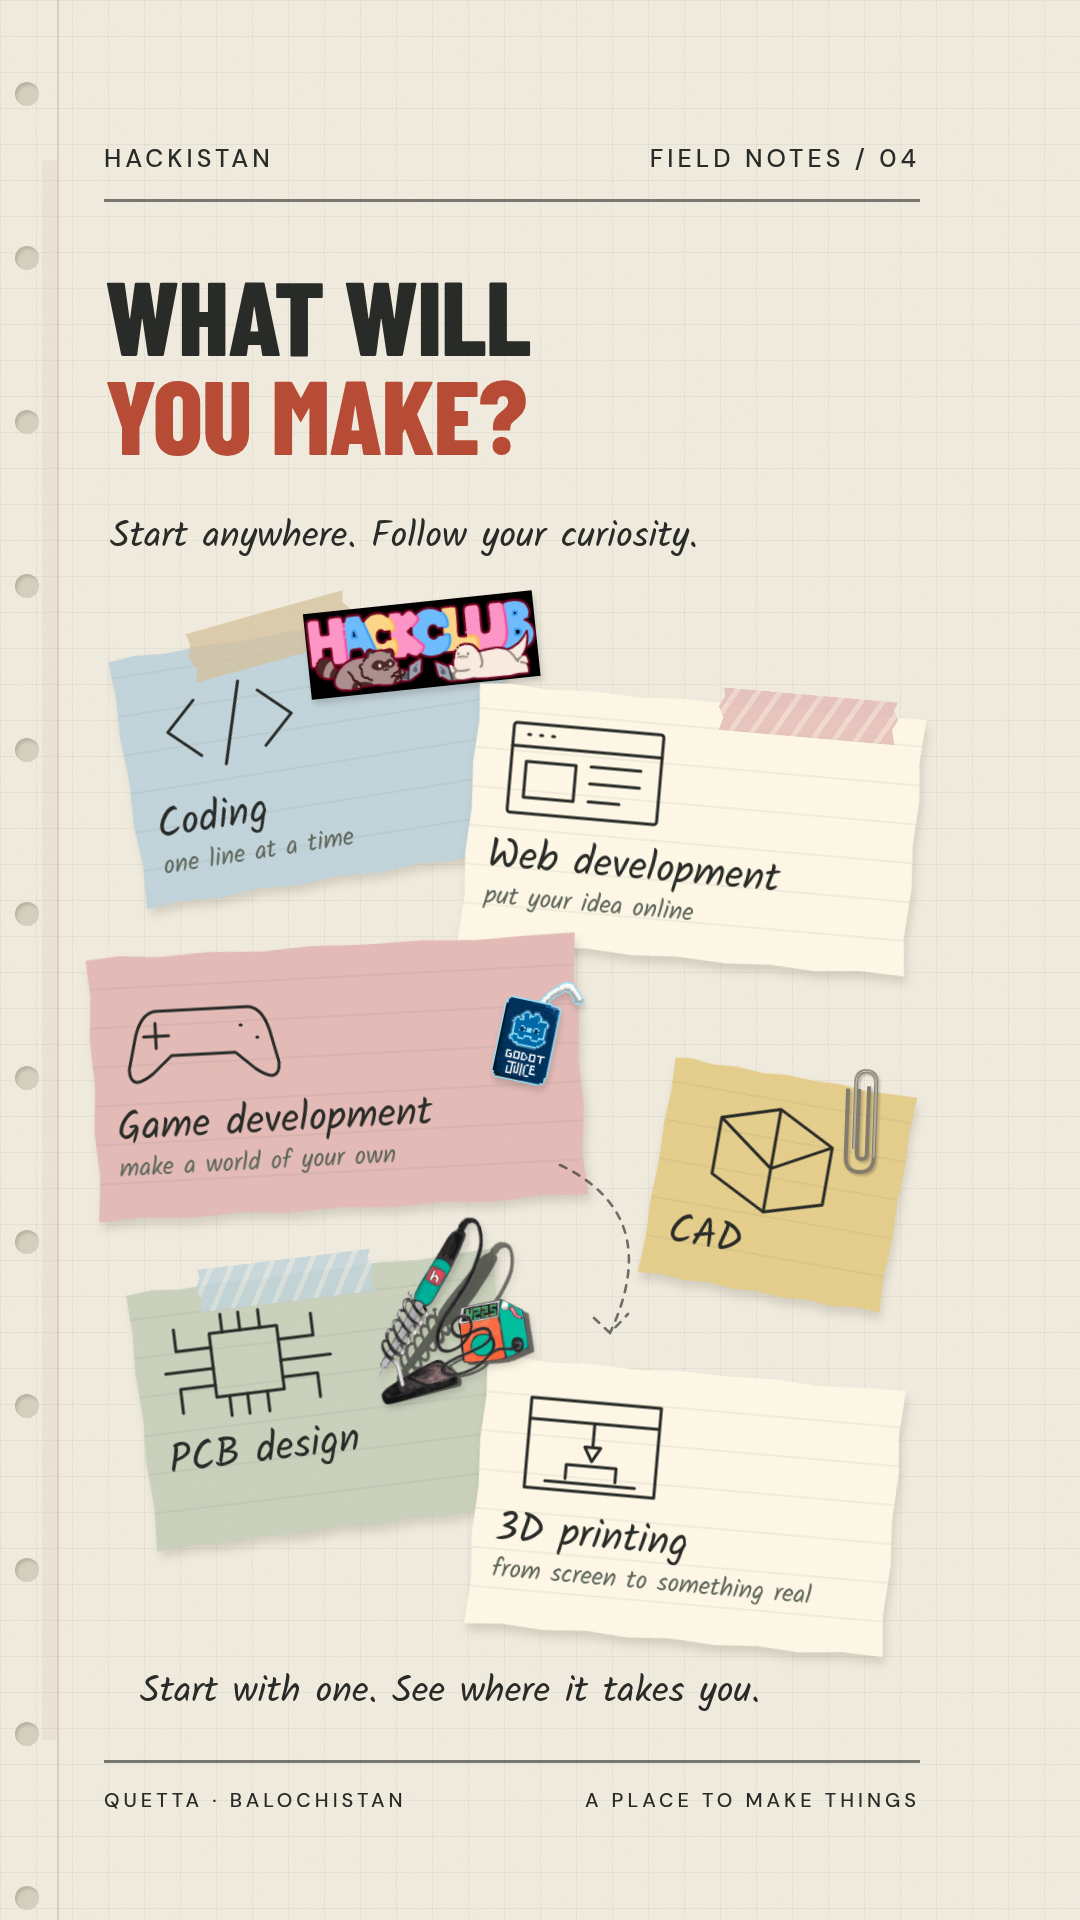 HACKISTAN
FIELD NOTES / 04
WHAT WILL
YOU MAKE?
Start anywhere. Follow your curiosity.
HACKCLUB
Coding
one line at a time
Web development
put your idea online
GODOT
JUICE
Game development
make a world of your own
CAD
h
4225
PCB design
3D printing
from screen to something real
Start with one. See where it takes you.
QUETTA · BALOCHISTAN
A PLACE TO MAKE THINGS